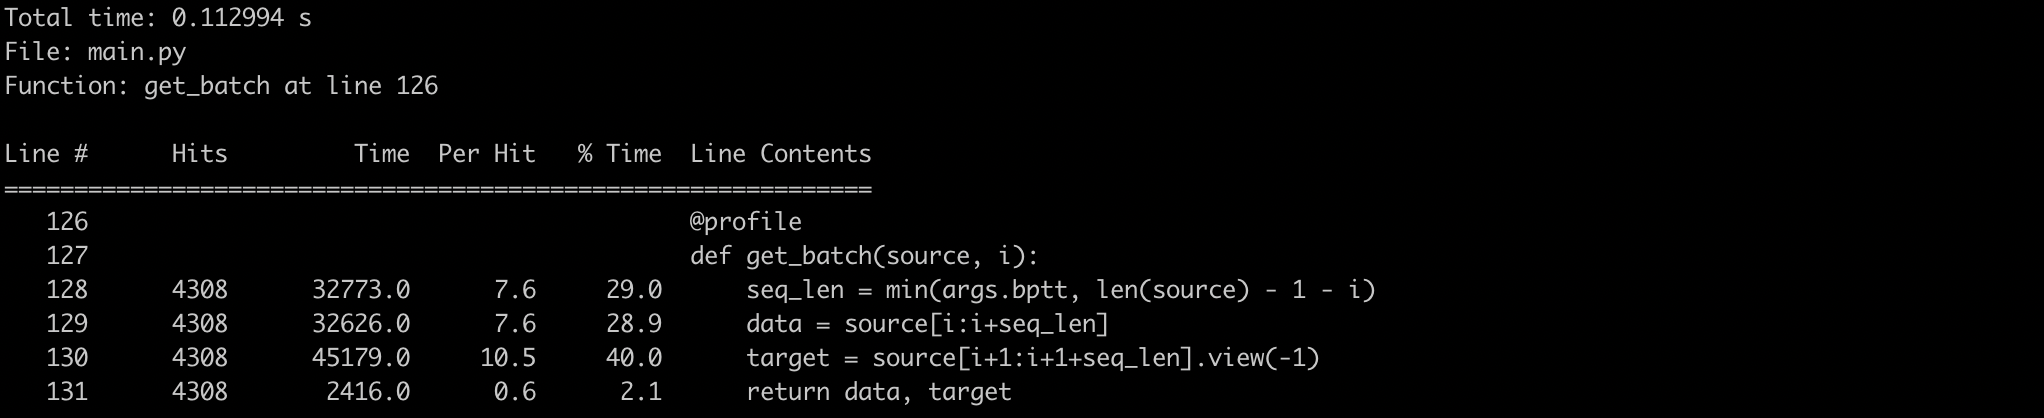 Total time: 0.112994 s
File: main.py
Function: get_batch at line 126

Line #      Hits         Time  Per Hit   % Time  Line Contents
==============================================================
   126                                           @profile
   127                                           def get_batch(source, i):
   128      4308      32773.0      7.6     29.0      seq_len = min(args.bptt, len(source) - 1 - i)
   129      4308      32626.0      7.6     28.9      data = source[i:i+seq_len]
   130      4308      45179.0     10.5     40.0      target = source[i+1:i+1+seq_len].view(-1)
   131      4308       2416.0      0.6      2.1      return data, target